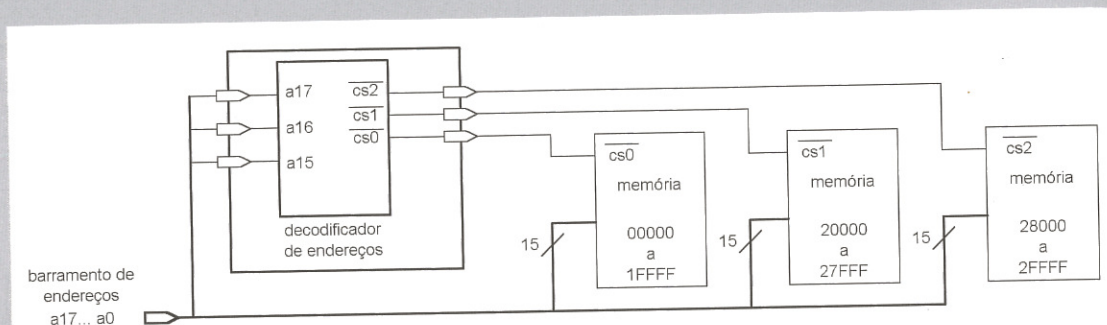 a17
a16
a15
cs2
cs1
cs0
decodificador
de endereços
barramento de
endereços
a17... a0
15
cs0
memória
00000
a
1FFFF
15
cs1
memória
20000
a
27FFF
15
cs2
memória
28000
a
2FFFF